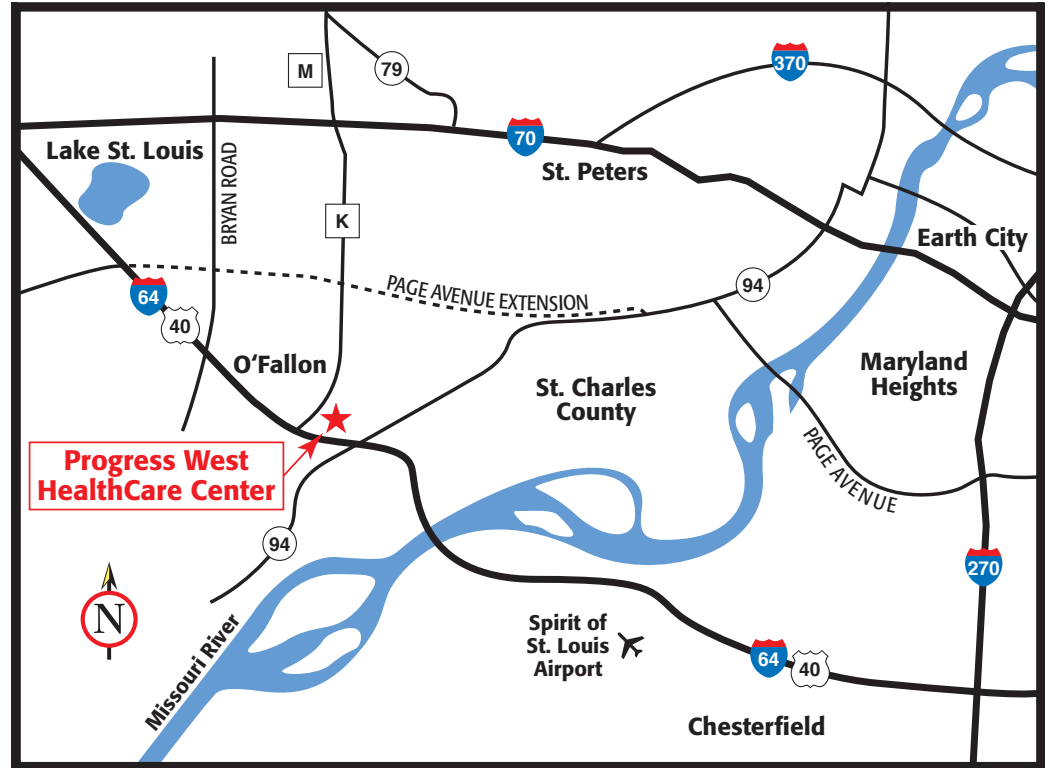 M
79
370
70
Lake St. Louis
St. Peters
BRYAN ROAD
K
Earth City
64
40
PAGE AVENUE EXTENSION
94
O‘Fallon
Maryland
Heights
St. Charles
County
Progress West
HealthCare Center
PAGE AVENUE
94
270
N
Missouri River
Spirit of
St. Louis
Airport
64
40
Chesterfield